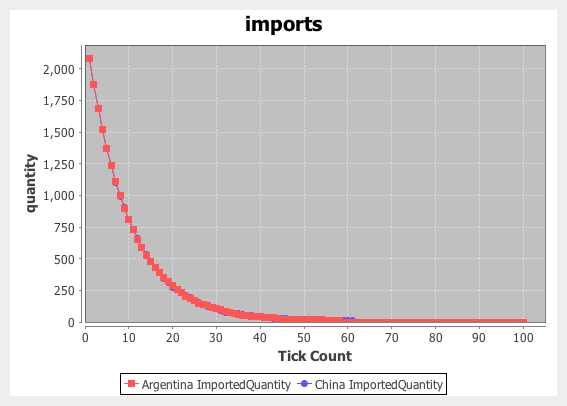 imports
quantity
2,000
1,750
1,500
1,250
1,000
750
500
250
0
0 10 20 30 40 50 60 70 80 90 100
Tick Count
Argentina ImportedQuantity China ImportedQuantity